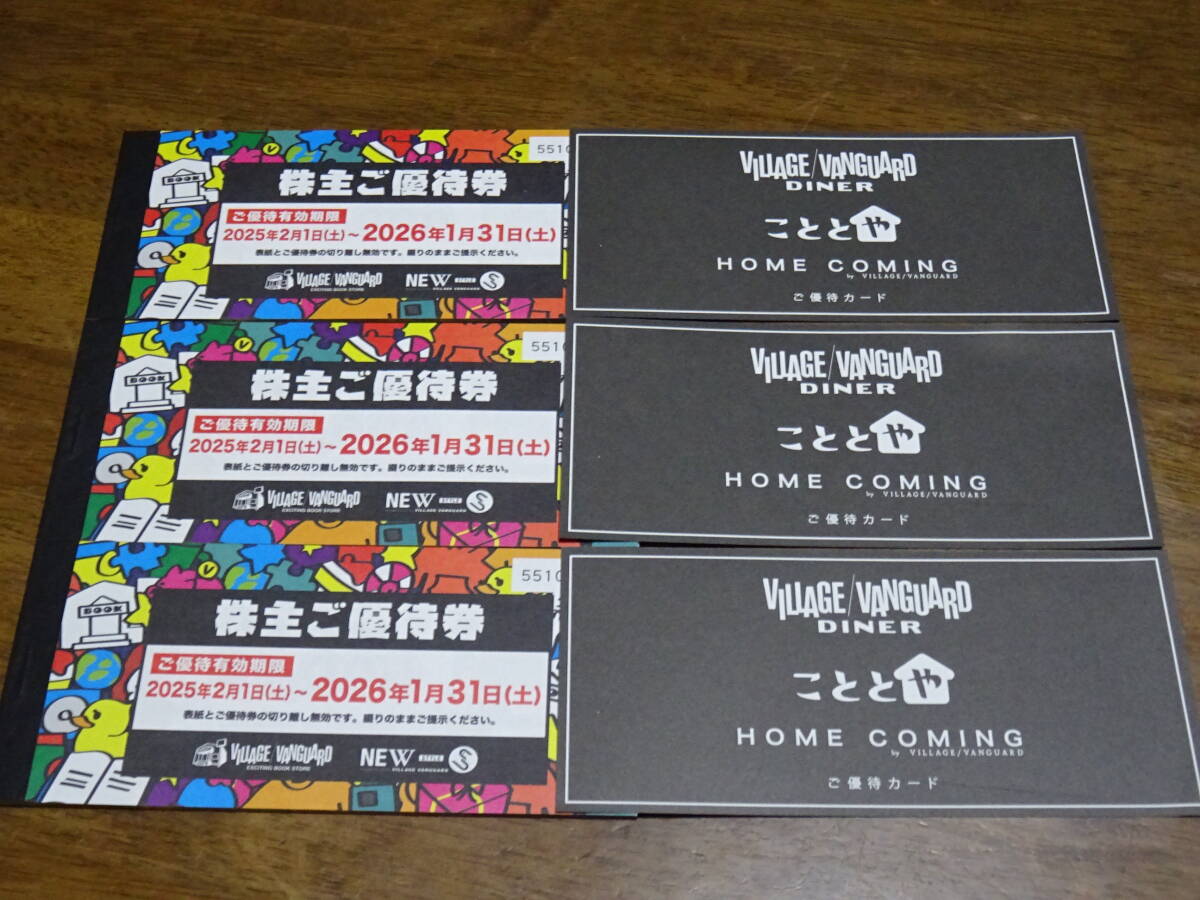 5510
BOOK
株主ご優待券
ご優待有効期限
2025年2月1日(土)～2026年1月31日(土)
表紙とご優待券の切り離し無効です。綴りのままご提示ください。
VILLAGE/VANGUARD
EXCITING BOOK STORE
NEW STYLE
VILLAGE VANGUARD
VILLAGE/VANGUARD
DINER
こととや
HOME COMING
by VILLAGE/VANGUARD
ご優待カード
551
BOOK
株主ご優待券
ご優待有効期限
2025年2月1日(土)～2026年1月31日(土)
表紙とご優待券の切り離し無効です。綴りのままご提示ください。
VILLAGE/VANGUARD
EXCITING BOOK STORE
NEW STYLE
VILLAGE VANGUARD
VILLAGE/VANGUARD
DINER
こととや
HOME COMING
by VILLAGE/VANGUARD
ご優待カード
5510
BOOK
株主ご優待券
ご優待有効期限
2025年2月1日(土)～2026年1月31日(土)
表紙とご優待券の切り離し無効です。綴りのままご提示ください。
VILLAGE/VANGUARD
EXCITING BOOK STORE
NEW STYLE
VILLAGE VANGUARD
VILLAGE/VANGUARD
DINER
こととや
HOME COMING
by VILLAGE/VANGUARD
ご優待カード